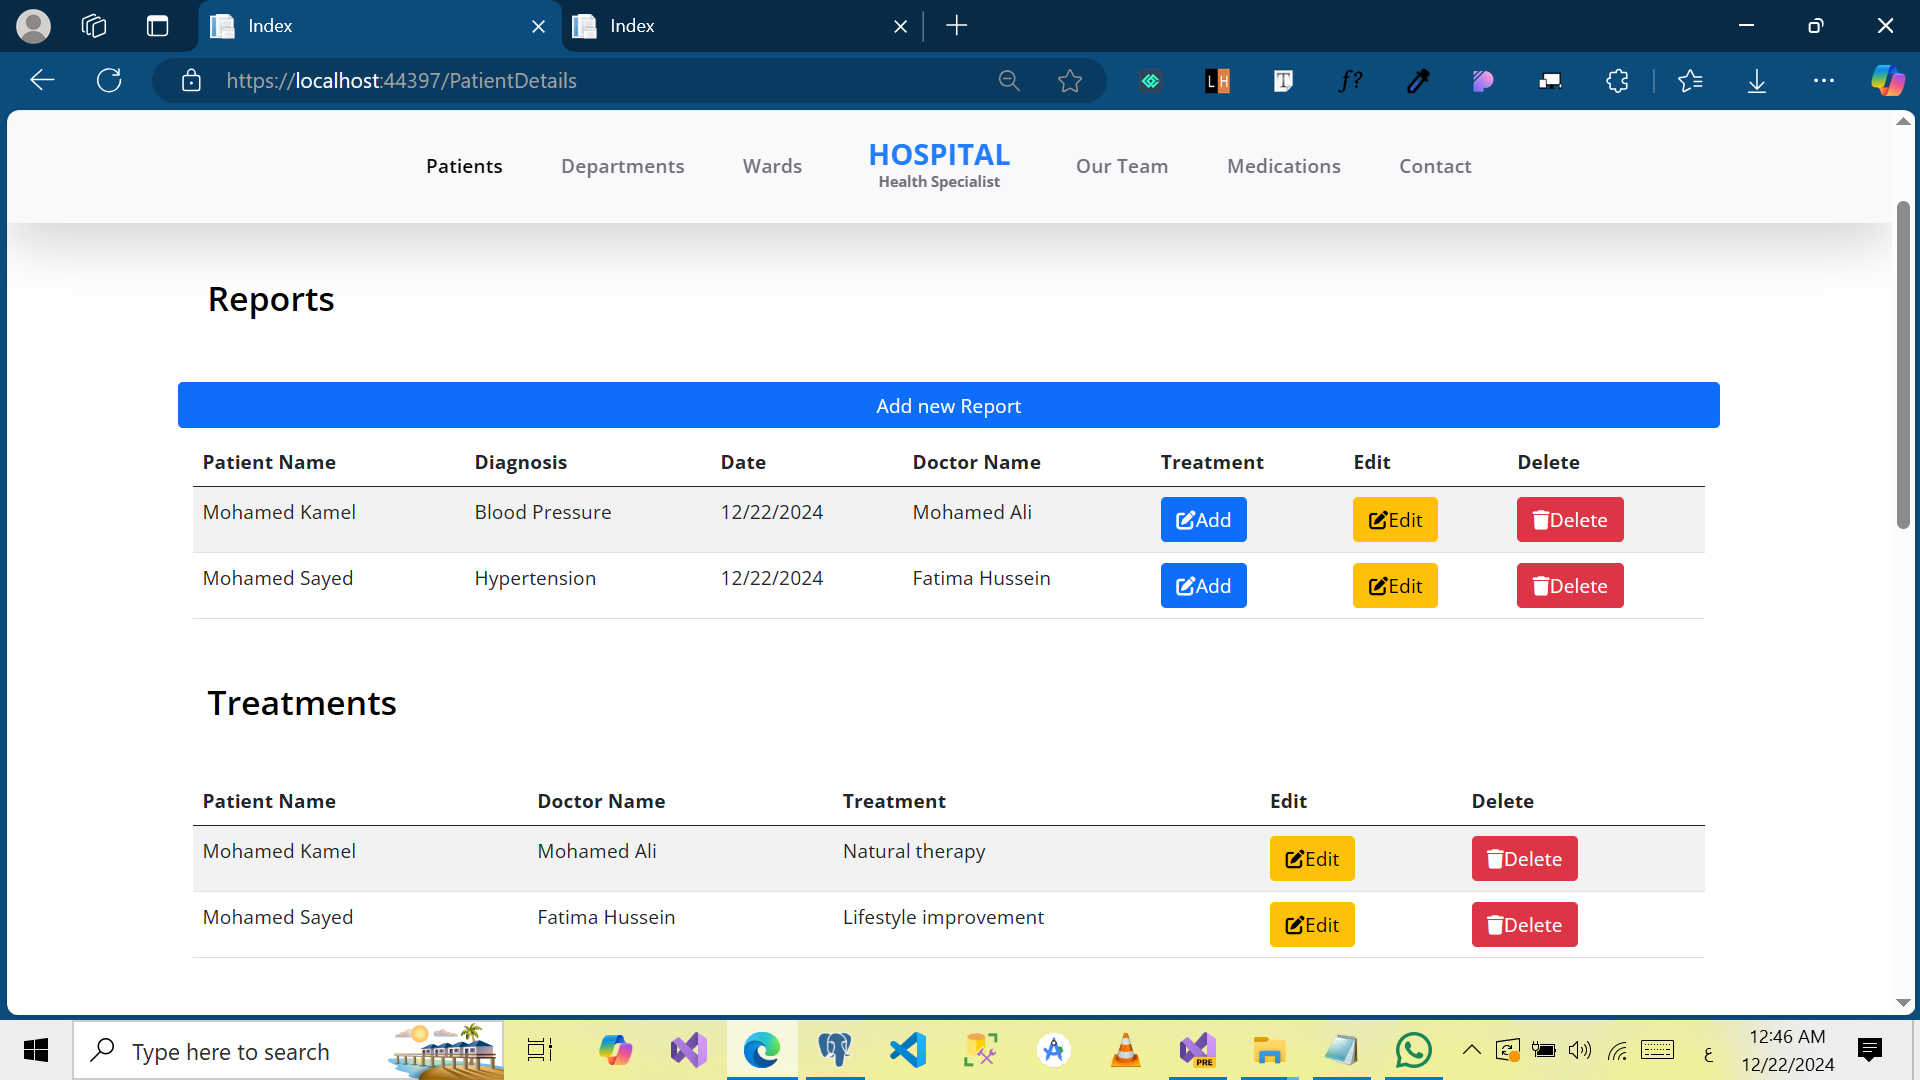 Index
Index
https://localhost:44397/PatientDetails
LH
T
f?
Patients
Departments
Wards
HOSPITAL
Health Specialist
Our Team
Medications
Contact
Reports
Add new Report
Patient Name Diagnosis Date Doctor Name Treatment Edit Delete
Mohamed Kamel Blood Pressure 12/22/2024 Mohamed Ali Add Edit Delete
Mohamed Sayed Hypertension 12/22/2024 Fatima Hussein Add Edit Delete
Treatments
Patient Name Doctor Name Treatment Edit Delete
Mohamed Kamel Mohamed Ali Natural therapy Edit Delete
Mohamed Sayed Fatima Hussein Lifestyle improvement Edit Delete
Type here to search
PRE
ع
12:46 AM
12/22/2024